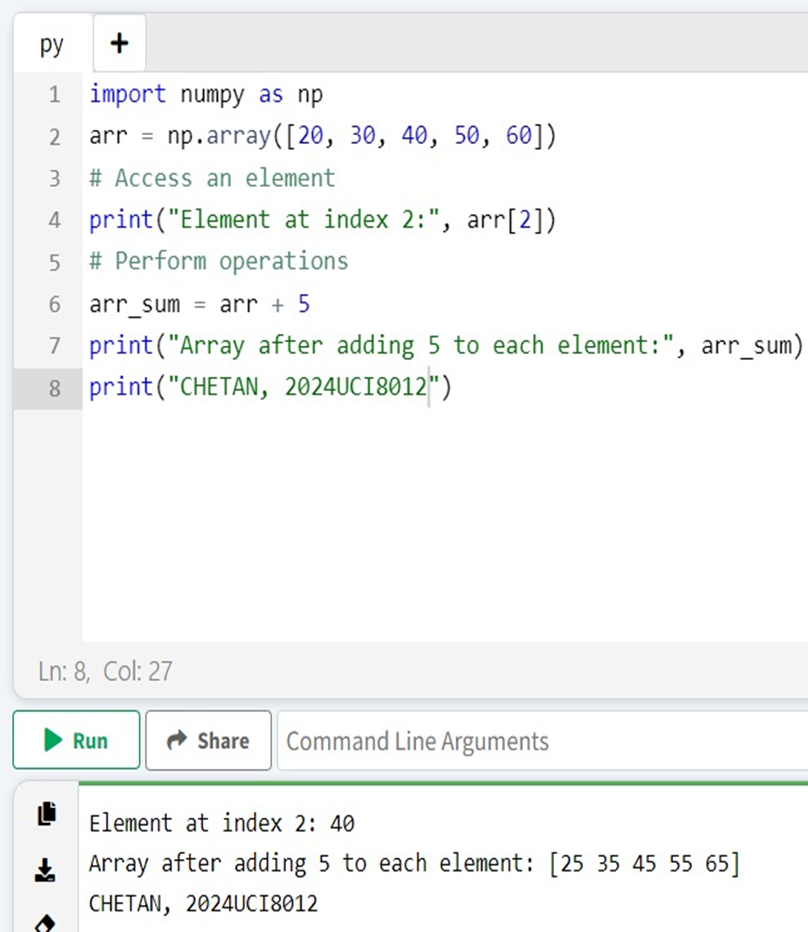 py +
1 import numpy as np
2 arr = np.array([20, 30, 40, 50, 60])
3 # Access an element
4 print("Element at index 2:", arr[2])
5 # Perform operations
6 arr_sum = arr + 5
7 print("Array after adding 5 to each element:", arr_sum)
8 print("CHETAN, 2024UCI8012")
Ln: 8, Col: 27
Run Share Command Line Arguments
Element at index 2: 40
Array after adding 5 to each element: [25 35 45 55 65]
CHETAN, 2024UCI8012